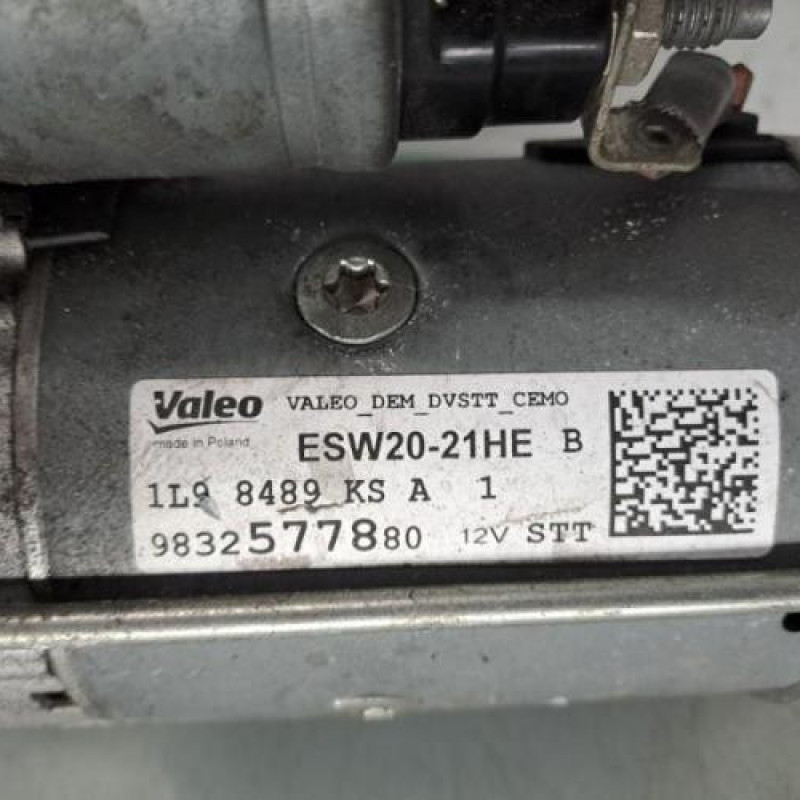 Valeo VALEO_DEM_DVSTT_CEMO
made in Poland ESW20-21HE B
1L9 8489 KS A 1
9832577880 12V STT